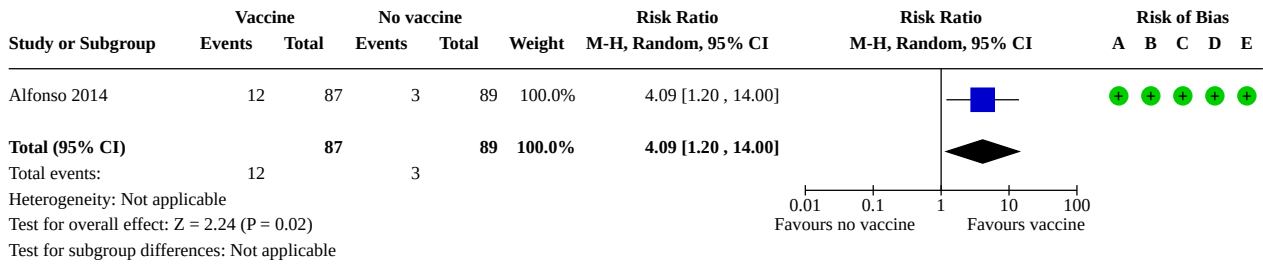 Vaccine No vaccine Risk Ratio Risk Ratio Risk of Bias
Study or Subgroup Events Total Events Total Weight M-H, Random, 95% CI M-H, Random, 95% CI A B C D E
Alfonso 2014 12 87 3 89 100.0% 4.09 [1.20 , 14.00] + + + + +
Total (95% CI) 87 89 100.0% 4.09 [1.20 , 14.00]
Total events: 12 3
Heterogeneity: Not applicable 0.01 0.1 1 10 100
Test for overall effect: Z = 2.24 (P = 0.02) Favours no vaccine Favours vaccine
Test for subgroup differences: Not applicable